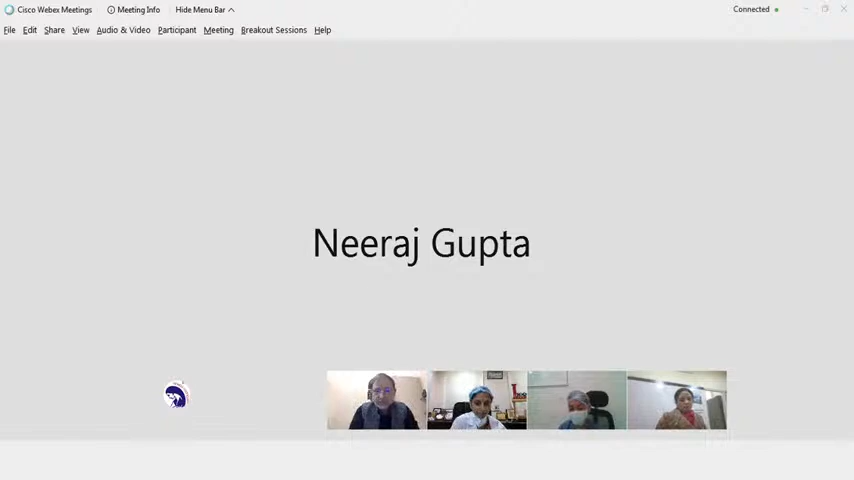 Cisco Webex Meetings Meeting Info Hide Menu Bar Connected
File Edit Share View Audio & Video Participant Meeting Breakout Sessions Help
Neeraj Gupta